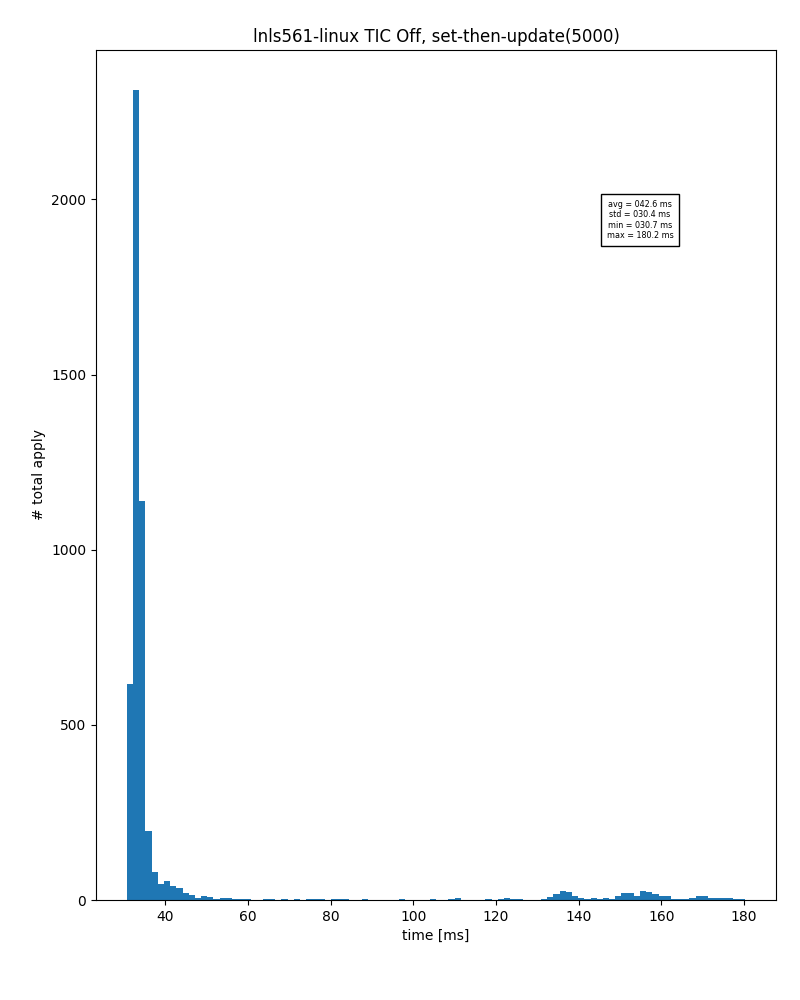 lnls561-linux TIC Off, set-then-update(5000)
2000
1500
1000
500
0
# total apply
avg = 042.6 ms
std = 030.4 ms
min = 030.7 ms
max = 180.2 ms
40 60 80 100 120 140 160 180
time [ms]